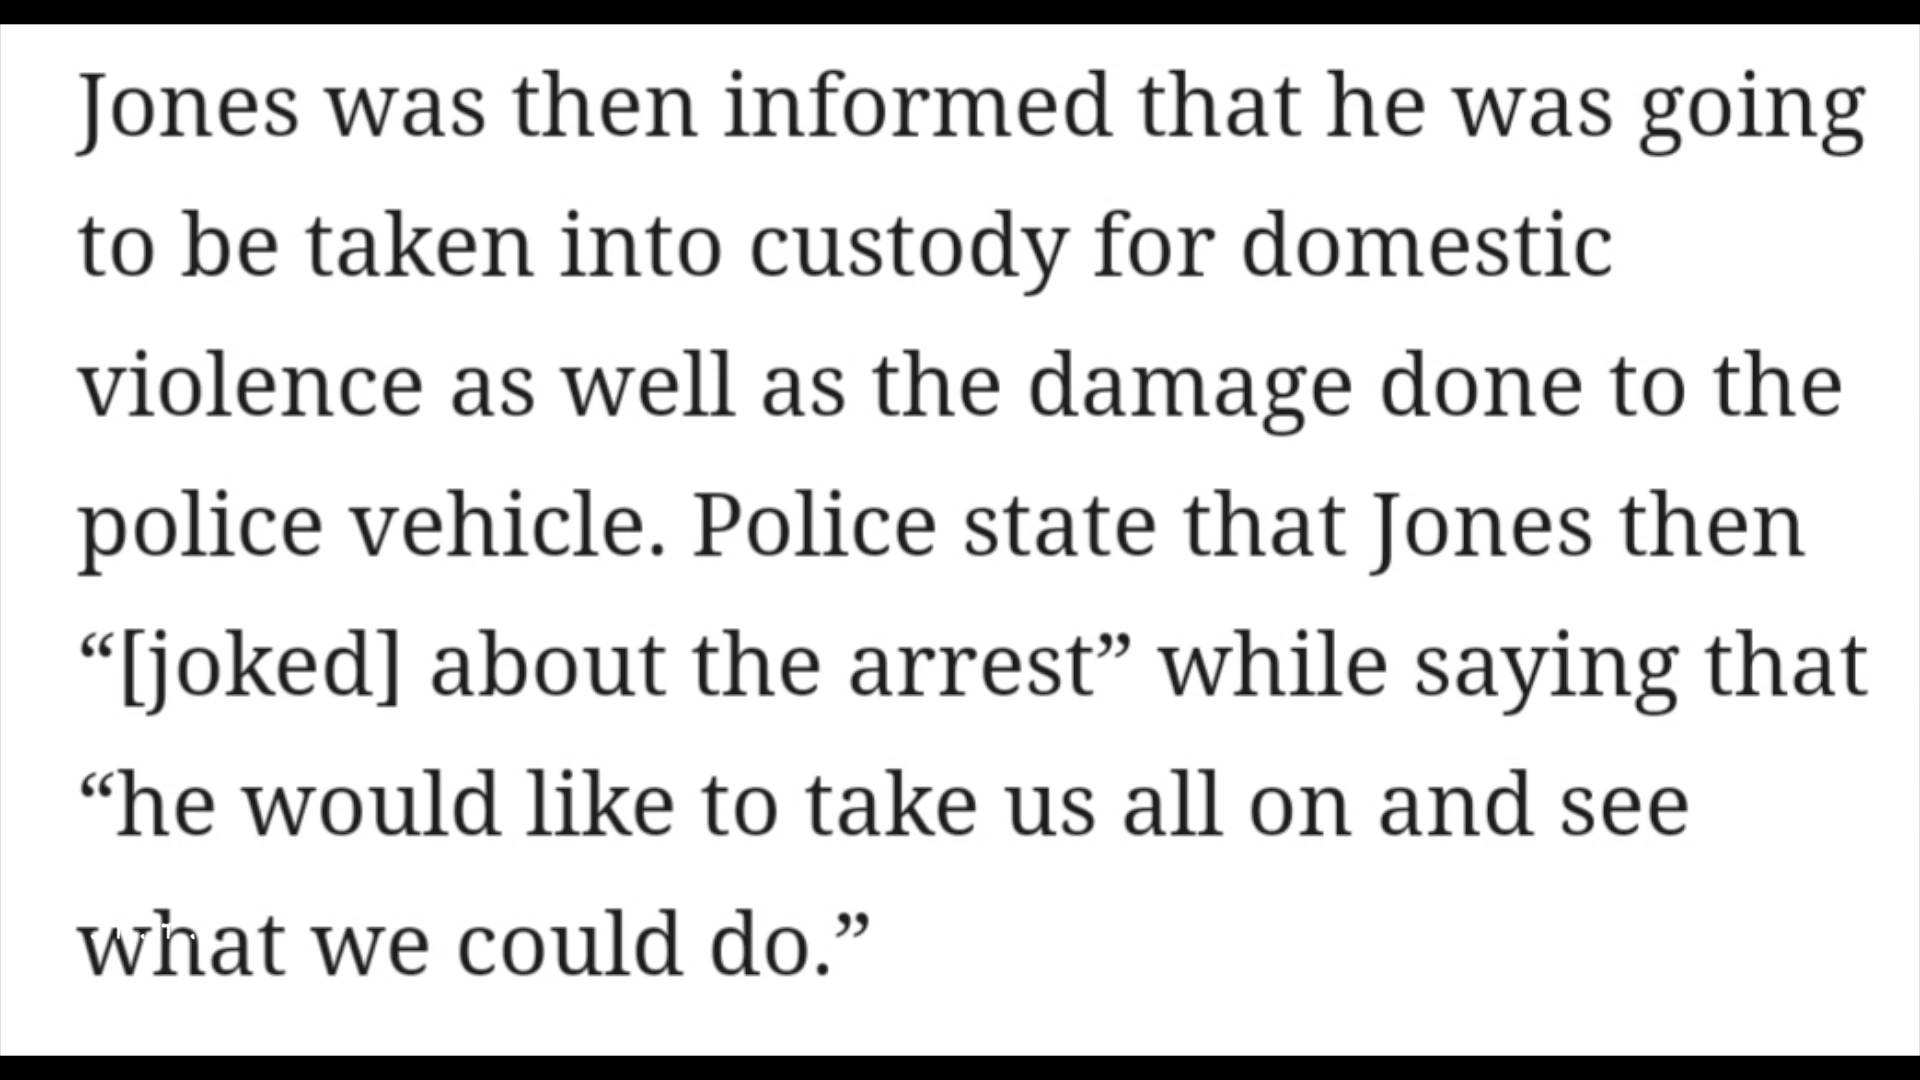 Jones was then informed that he was going
to be taken into custody for domestic
violence as well as the damage done to the
police vehicle. Police state that Jones then
“[joked] about the arrest” while saying that
“he would like to take us all on and see
what we could do.”